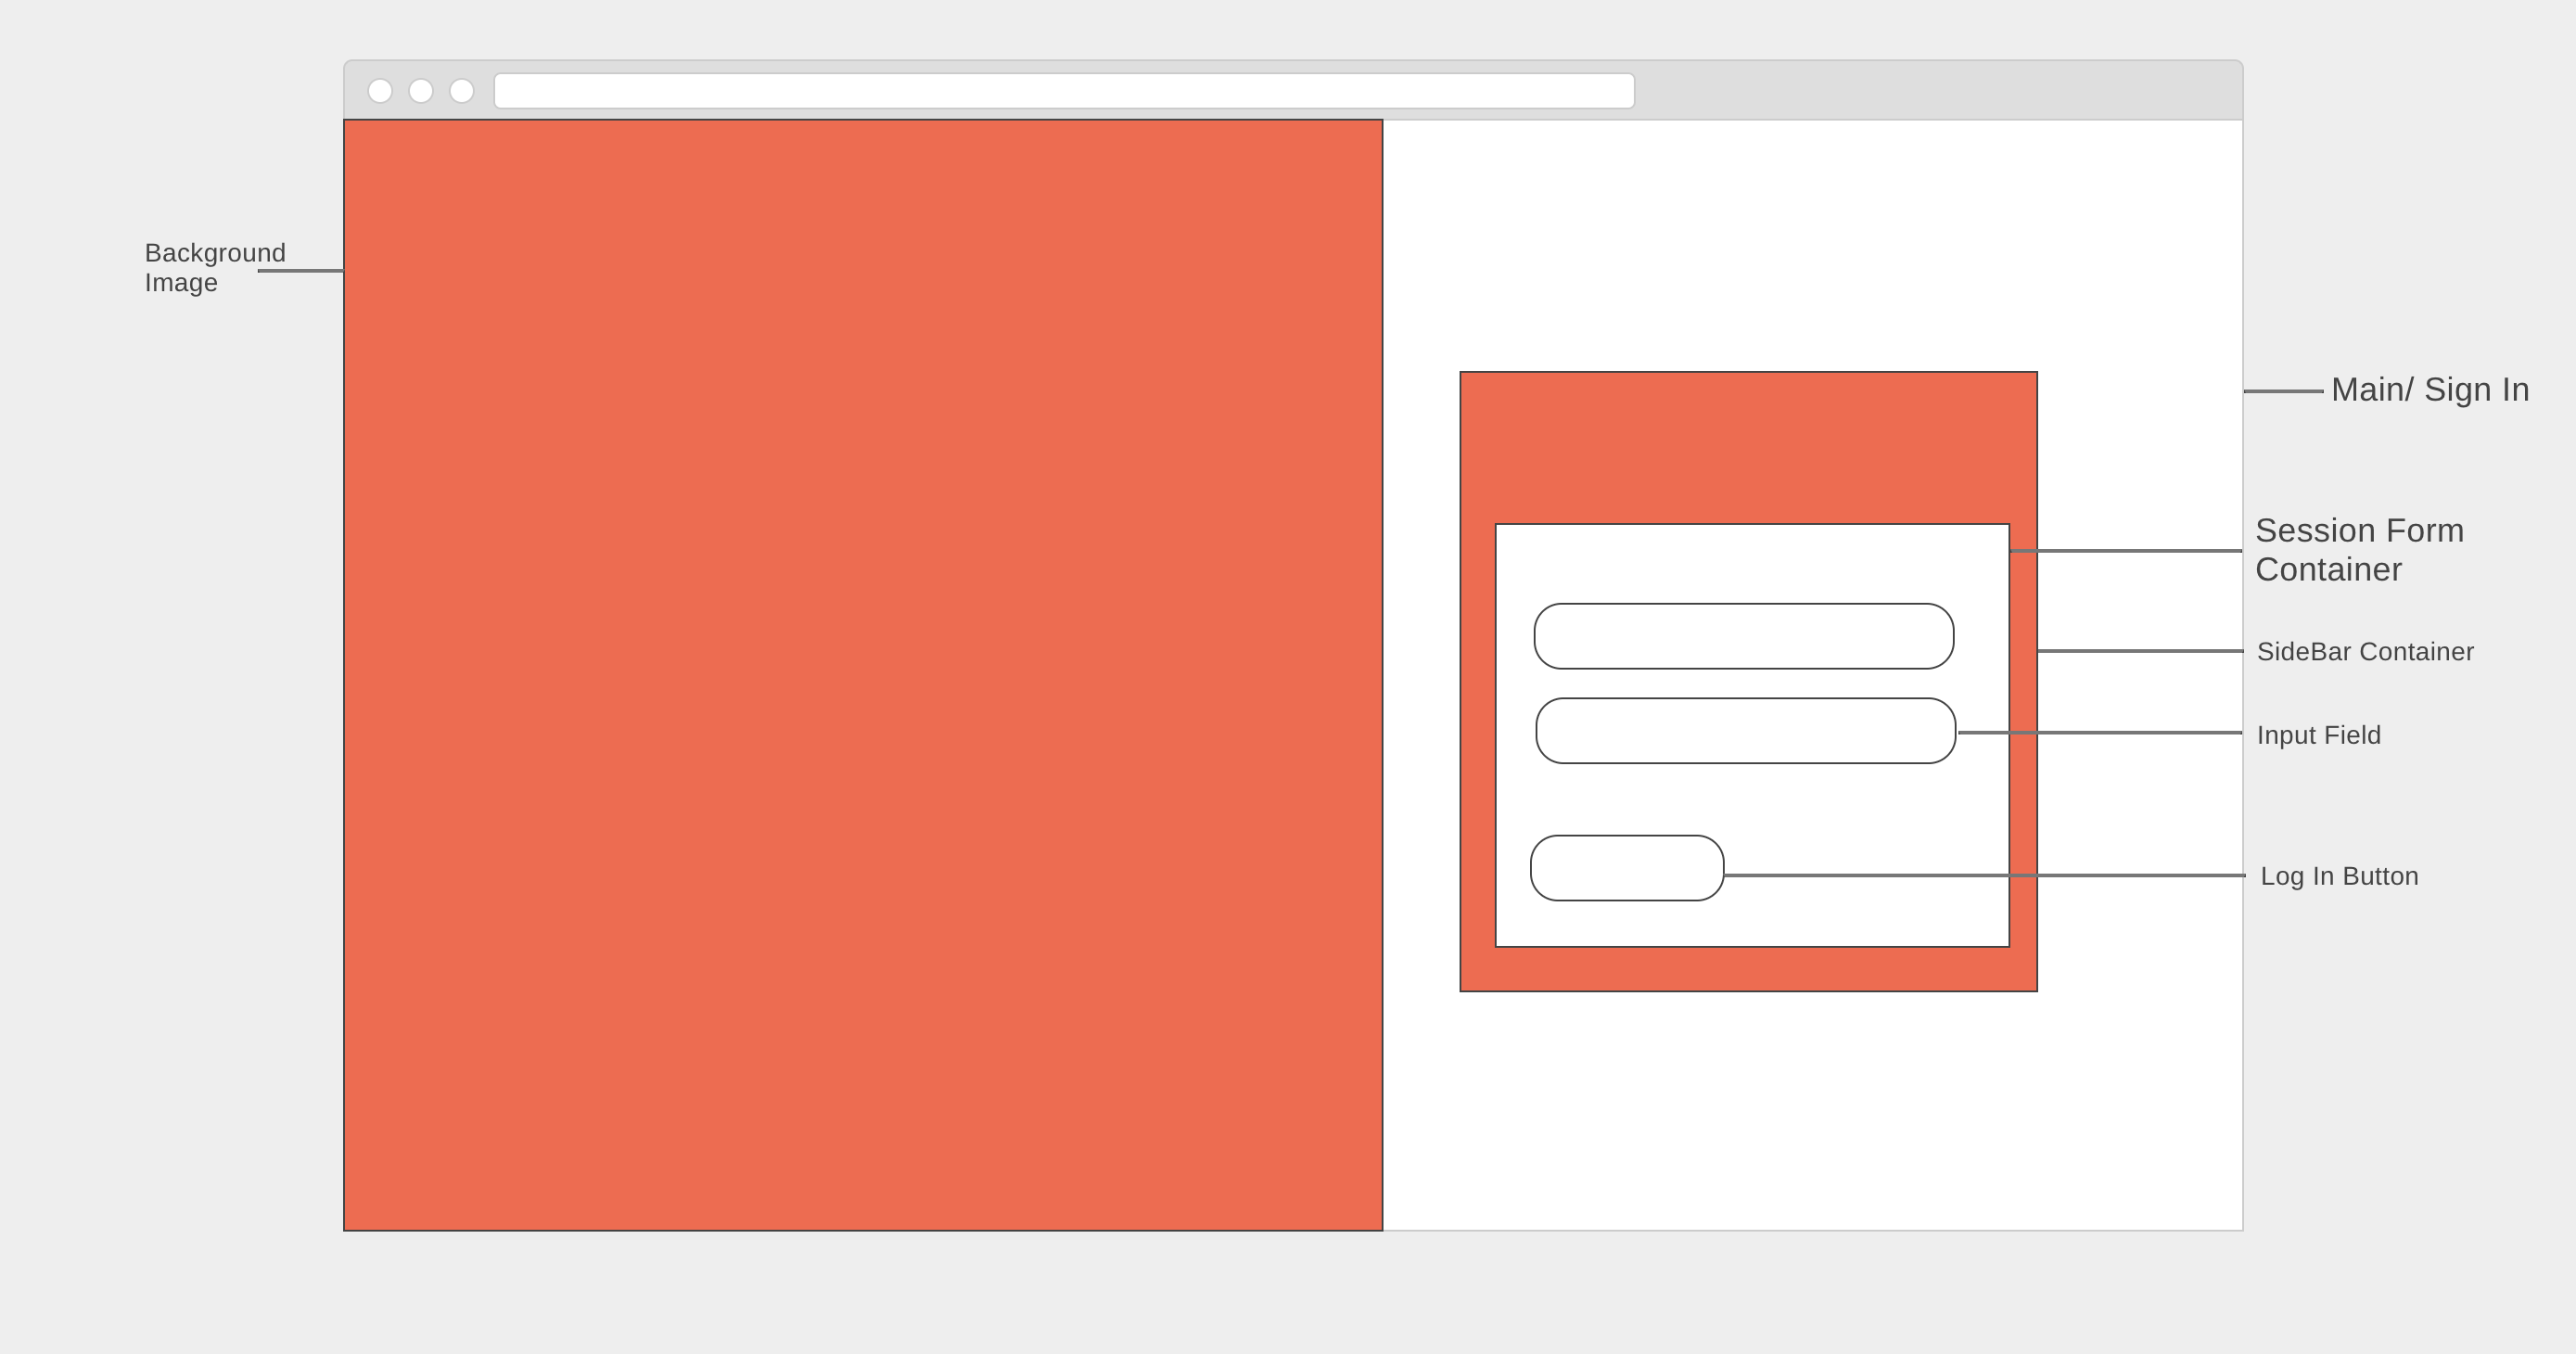 Background
Image
Main/ Sign In
Session Form
Container
SideBar Container
Input Field
Log In Button